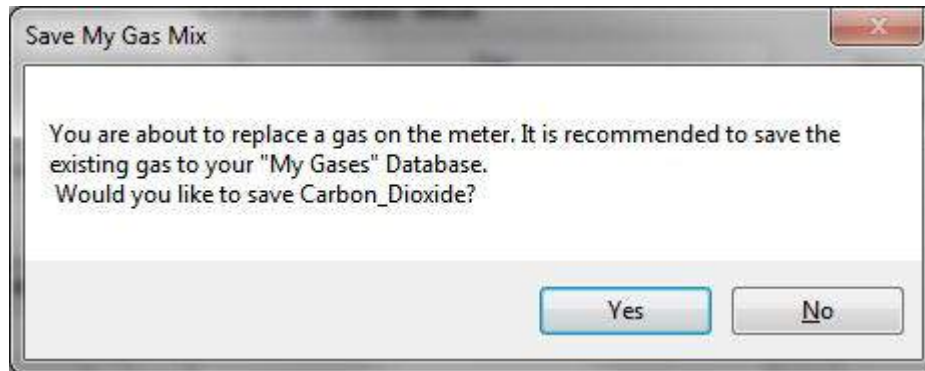 Save My Gas Mix
You are about to replace a gas on the meter. It is recommended to save the
existing gas to your "My Gases" Database.
Would you like to save Carbon_Dioxide?
Yes
No